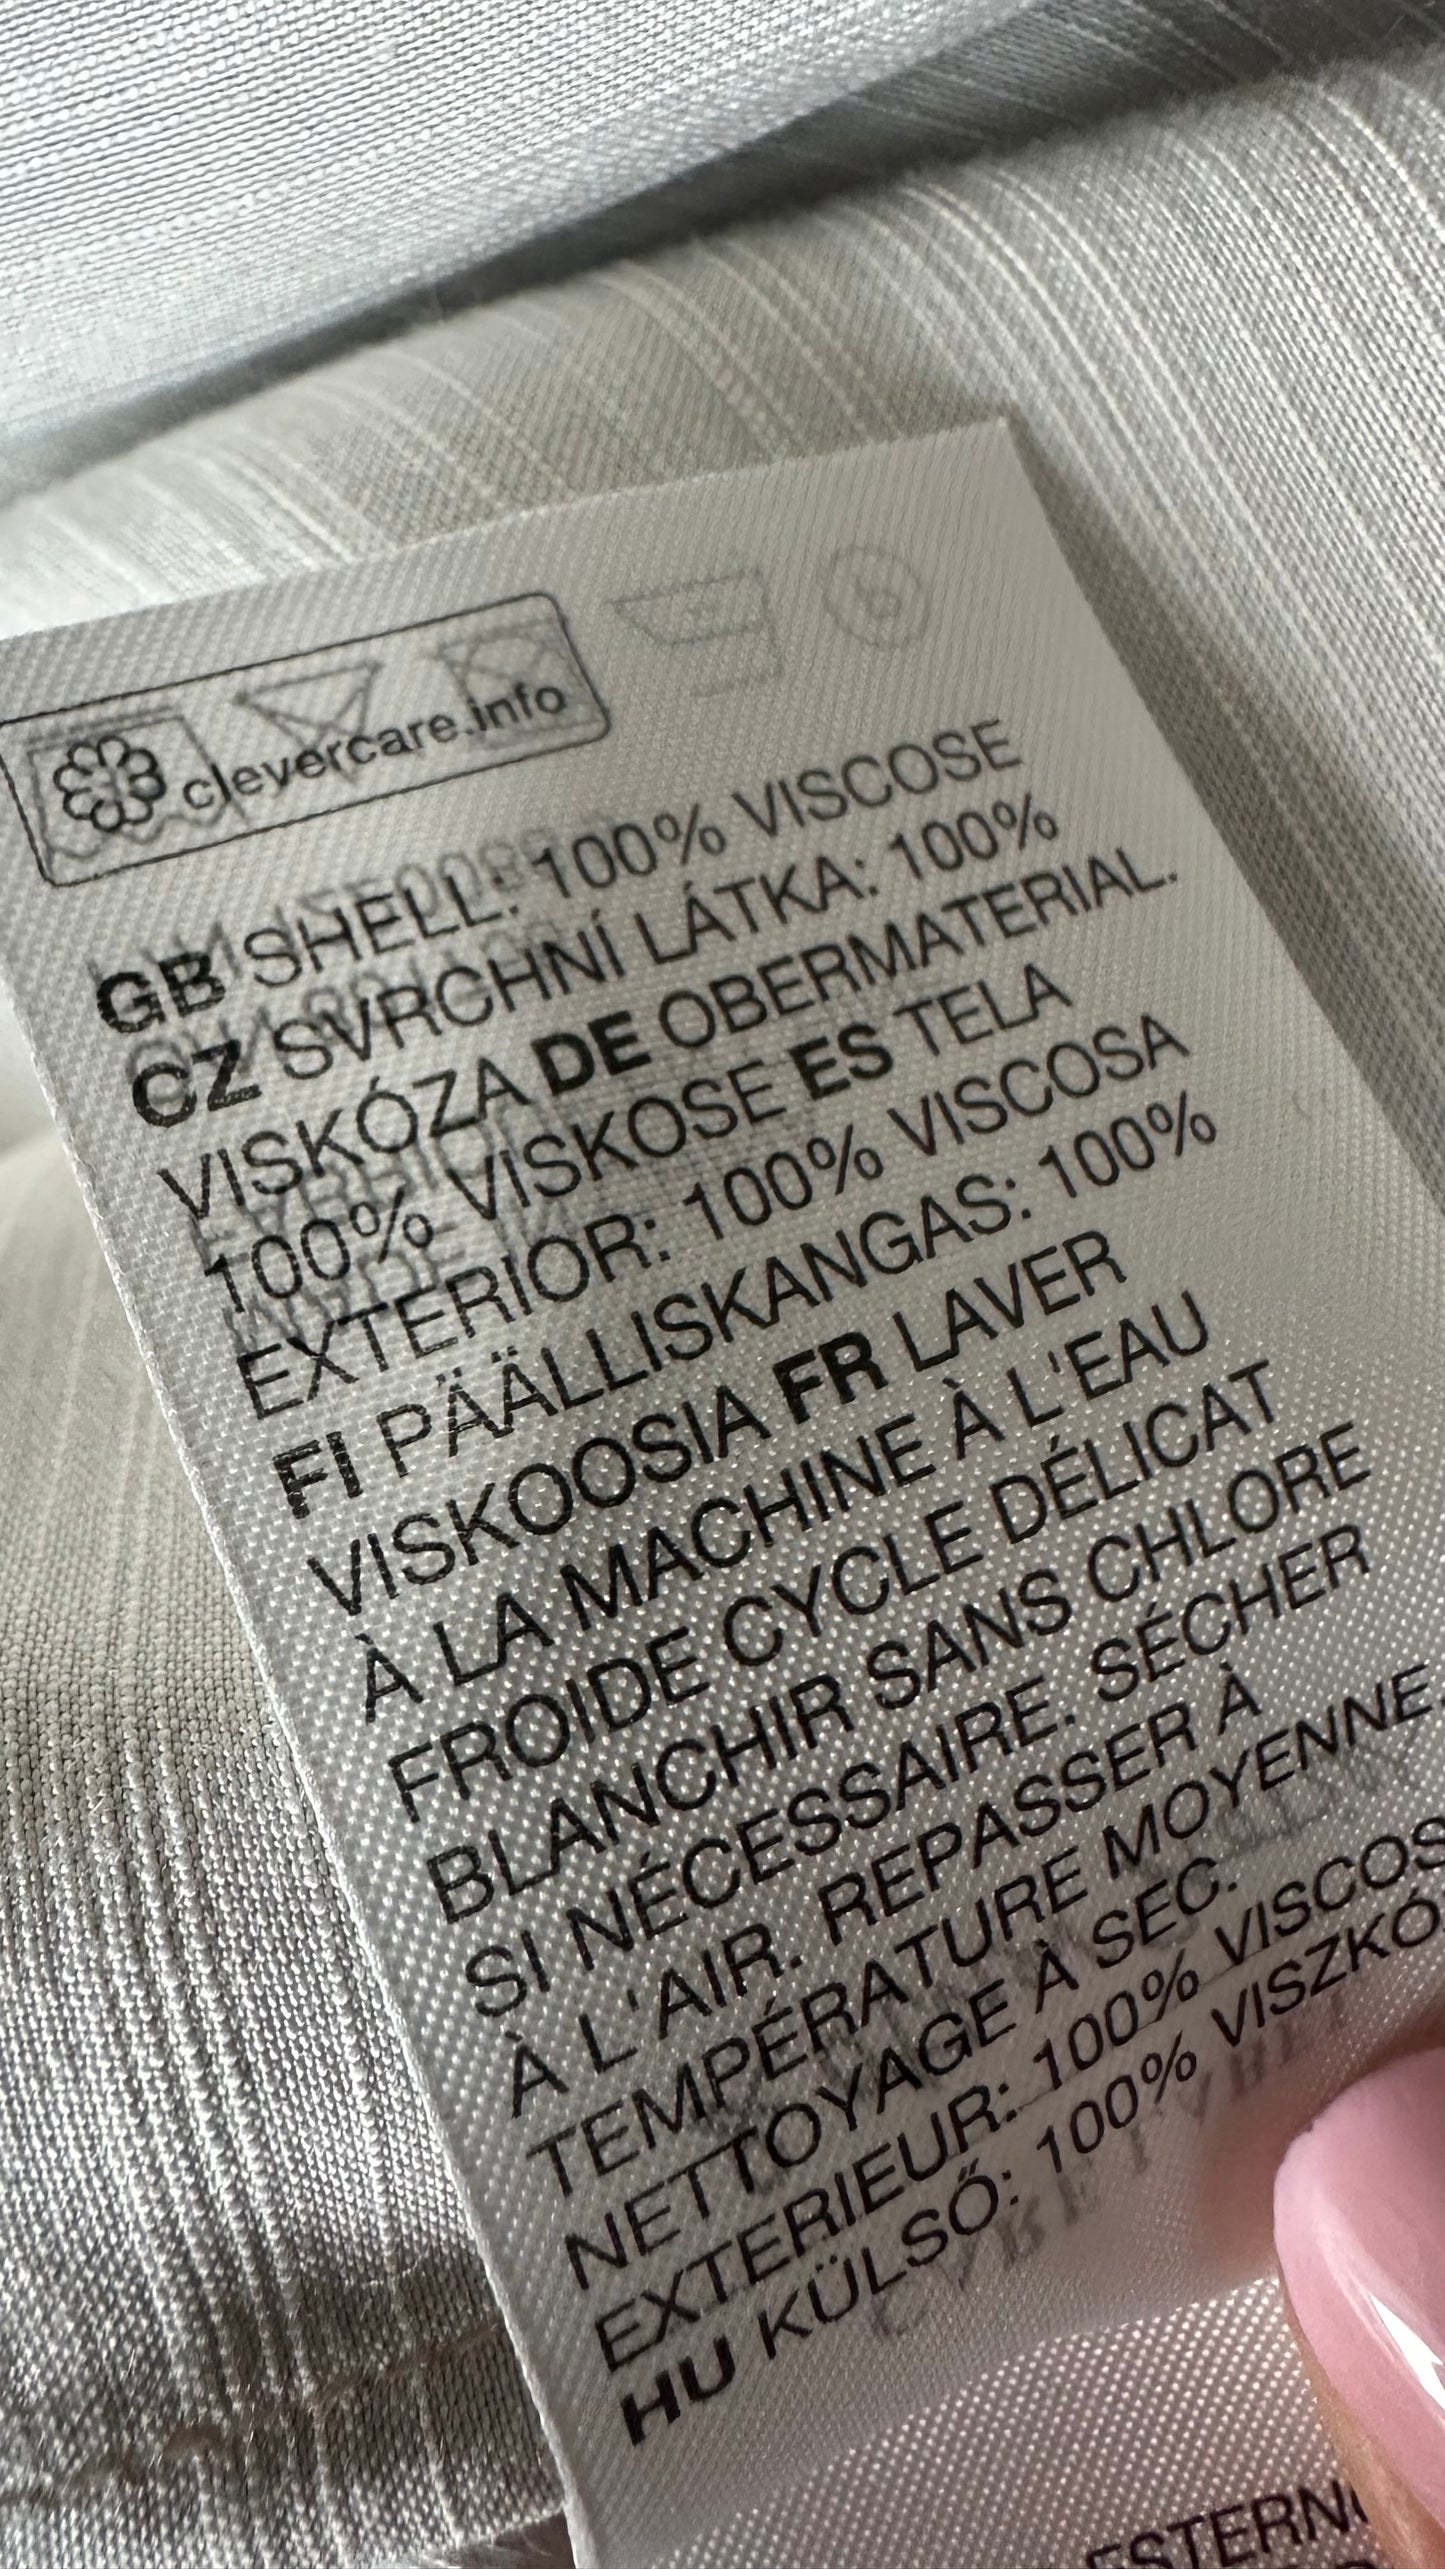 clevercare.info
GB SHELL: 100% VISCOSE
CZ SVRCHNÍ LÁTKA: 100%
VISKÓZA DE OBERMATERIAL.
100% VISKOSE ES TELA
EXTERIOR: 100% VISCOSA
FI PÄÄLLISKANGAS: 100%
VISKOOSIA FR LAVER
À LA MACHINE À L'EAU
FROIDE CYCLE DÉLICAT
BLANCHIR SANS CHLORE
SI NÉCESSAIRE. SÉCHER
À L'AIR. REPASSER À
TEMPÉRATURE MOYENNE.
NETTOYAGE À SEC.
EXTERIEUR: 100% VISCOS
HU KÜLSŐ: 100% VISZKÓ